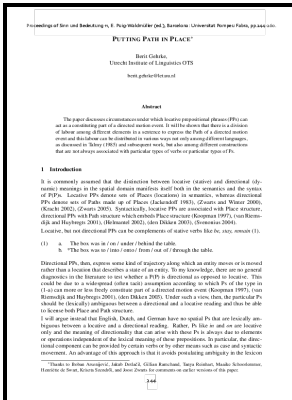 Proceedings of Sinn und Bedeutung 11, E. Puig-Waldmüller (ed.), Barcelona: Universitat Pompeu Fabra, pp.244-260.
PUTTING PATH IN PLACE*
Berit Gehrke,
Utrecht Institute of Linguistics OTS
berit.gehrke@let.uu.nl
Abstract
The paper discusses circumstances under which locative prepositional phrases (PPs) can
act as a constituting part of a directed motion event. It will be shown that there is a division
of labour among different elements in a sentence to express the Path of a directed motion
event and this labour can be distributed in various ways not only among different languages,
as discussed in Talmy (1985) and subsequent work, but also among different constructions
that are not always associated with particular types of verbs or particular types of Ps.
1 Introduction
It is commonly assumed that the distinction between locative (stative) and directional (dy-
namic) meanings in the spatial domain manifests itself both in the semantics and the syntax
of P(P)s. Locative PPs denote sets of Places (locations) in semantics, whereas directional
PPs denote sets of Paths made up of Places (Jackendoff 1983), (Zwarts and Winter 2000),
(Kracht 2002), (Zwarts 2005). Syntactically, locative PPs are associated with Place structure,
directional PPs with Path structure which embeds Place structure (Koopman 1997), (van Riems-
dijk and Huybregts 2001), (Helmantel 2002), (den Dikken 2003), (Svenonius 2004).
Locative, but not directional PPs can be complements of stative verbs like be, stay, remain (1).
(1) a. The box was in / on / under / behind the table.
b. *The box was to / into / onto / from / out of / through the table.
Directional PPs, then, express some kind of trajectory along which an entity moves or is moved
rather than a location that describes a state of an entity. To my knowledge, there are no general
diagnostics in the literature to test whether a P(P) is directional as opposed to locative. This
could be due to a widespread (often tacit) assumption according to which Ps of the type in
(1-a) can more or less freely constitute part of a directed motion event (Koopman 1997), (van
Riemsdijk and Huybregts 2001), (den Dikken 2003). Under such a view, then, the particular Ps
should be (lexically) ambiguous between a directional and a locative reading and thus be able
to license both Place and Path structure.
I will argue instead that English, Dutch, and German have no spatial Ps that are lexically am-
biguous between a locative and a directional reading. Rather, Ps like in and on are locative
only and the meaning of directionality that can arise with these Ps is always due to elements
or operations independent of the lexical meaning of these prepositions. In particular, the direc-
tional component can be provided by certain verbs or by other means such as case and syntactic
movement. An advantage of this approach is that it avoids postulating ambiguity in the lexicon
244